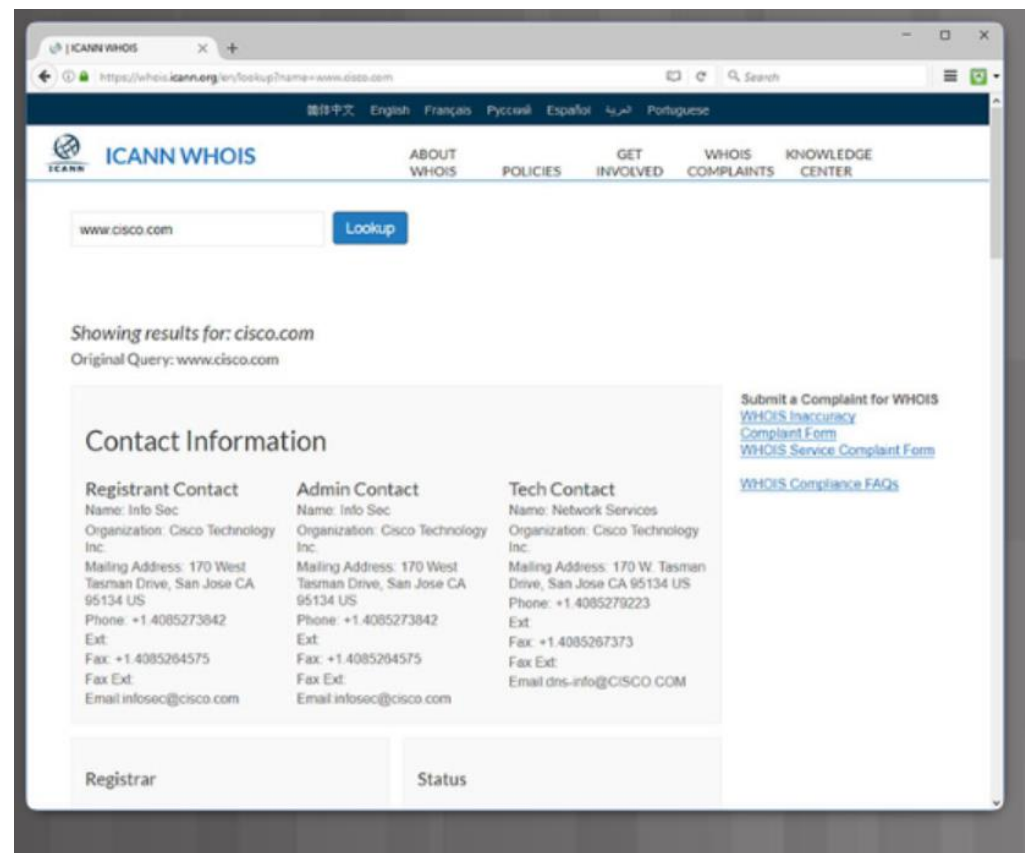 | ICANN WHOIS
https://whois.icann.org/en/lookup?name=www.cisco.com
Search
簡体中文 English Français Русский Español العربية Portuguese
ICANN
ICANN WHOIS
ABOUT WHOIS
POLICIES
GET INVOLVED
WHOIS COMPLAINTS
KNOWLEDGE CENTER
www.cisco.com
Lookup
Showing results for: cisco.com
Original Query: www.cisco.com
Contact Information
Registrant Contact
Name: Info Sec
Organization: Cisco Technology
Inc.
Mailing Address: 170 West
Tasman Drive, San Jose CA
95134 US
Phone: +1.4085273842
Ext:
Fax: +1.4085264575
Fax Ext:
Email:infosec@cisco.com
Admin Contact
Name: Info Sec
Organization: Cisco Technology
Inc.
Mailing Address: 170 West
Tasman Drive, San Jose CA
95134 US
Phone: +1.4085273842
Ext:
Fax: +1.4085264575
Fax Ext:
Email:infosec@cisco.com
Tech Contact
Name: Network Services
Organization: Cisco Technology
Inc.
Mailing Address: 170 W. Tasman
Drive, San Jose CA 95134 US
Phone: +1.4085279223
Ext:
Fax: +1.4085267373
Fax Ext:
Email:dns-info@CISCO.COM
Submit a Complaint for WHOIS
WHOIS Inaccuracy
Complaint Form
WHOIS Service Complaint Form
WHOIS Compliance FAQs
Registrar
Status